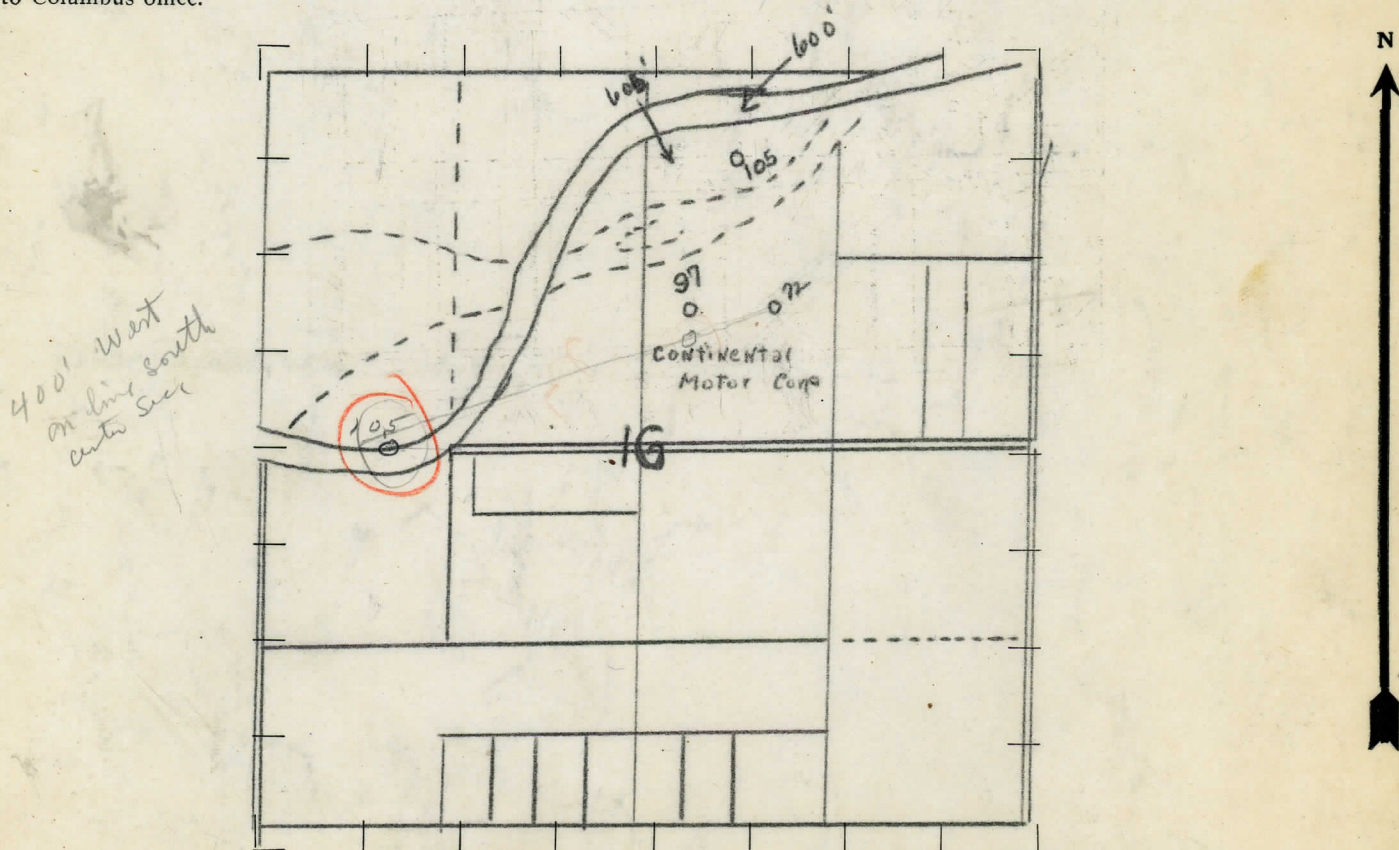 to Columbus office.
N
600'
605'
105
97
72
Continental
Motor Corp
400' West
on line South
center Sec
105
16